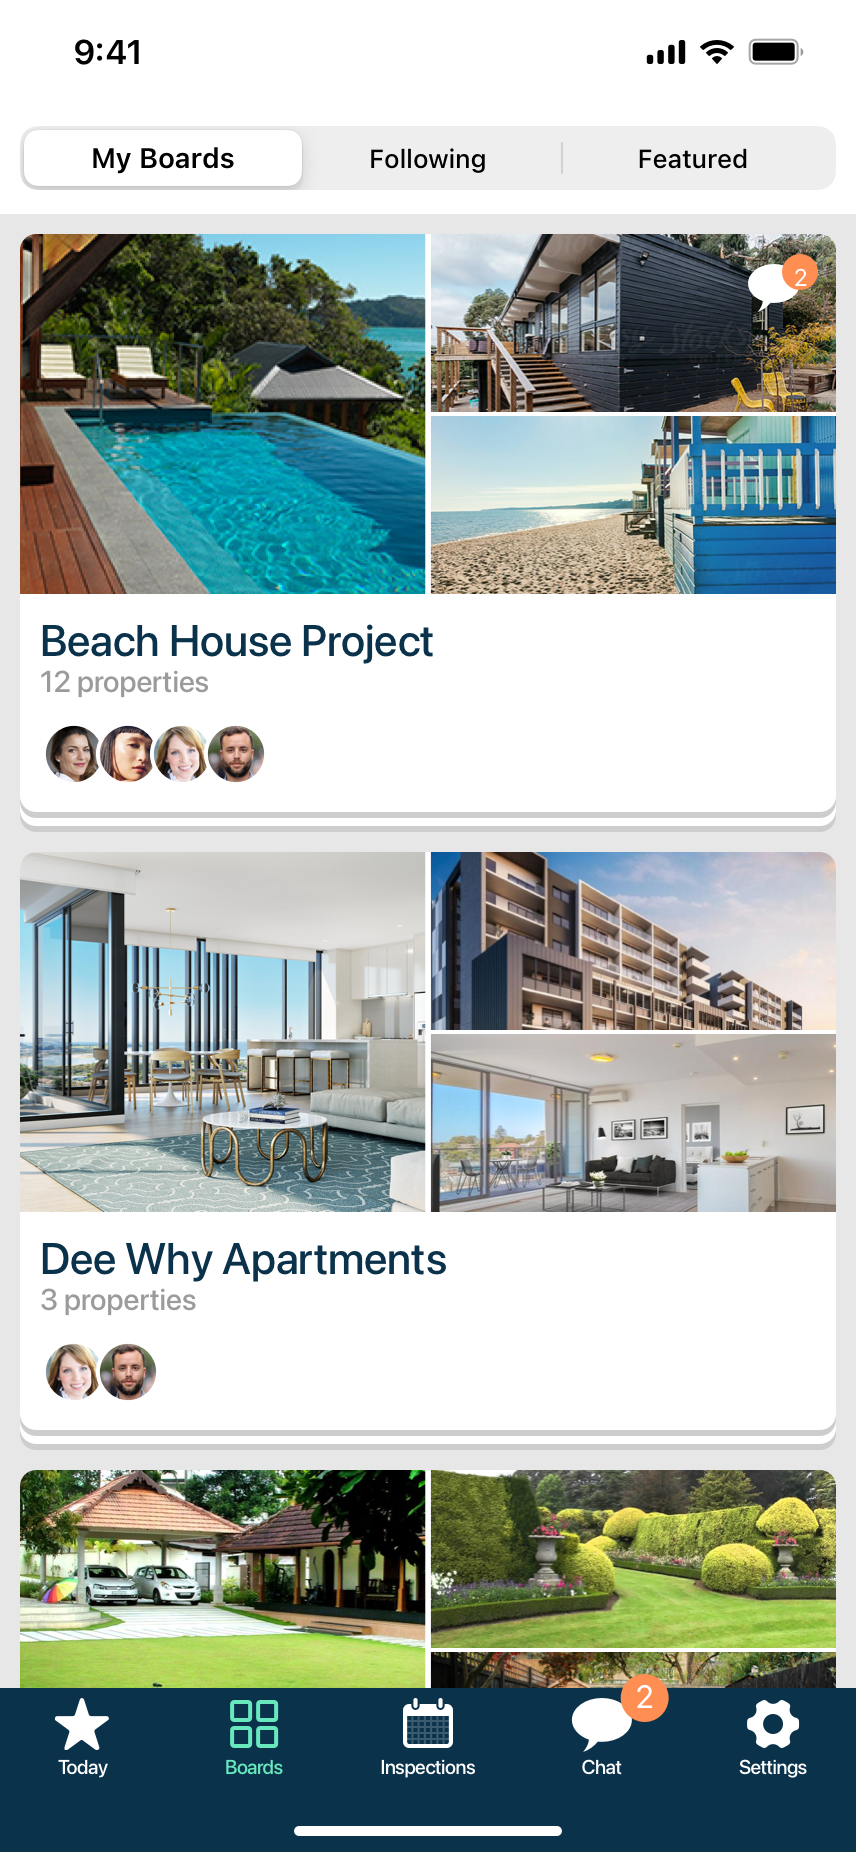 9:41
My Boards
Following
Featured
2
Beach House Project
12 properties
Dee Why Apartments
3 properties
2
Today
Boards
Inspections
Chat
Settings